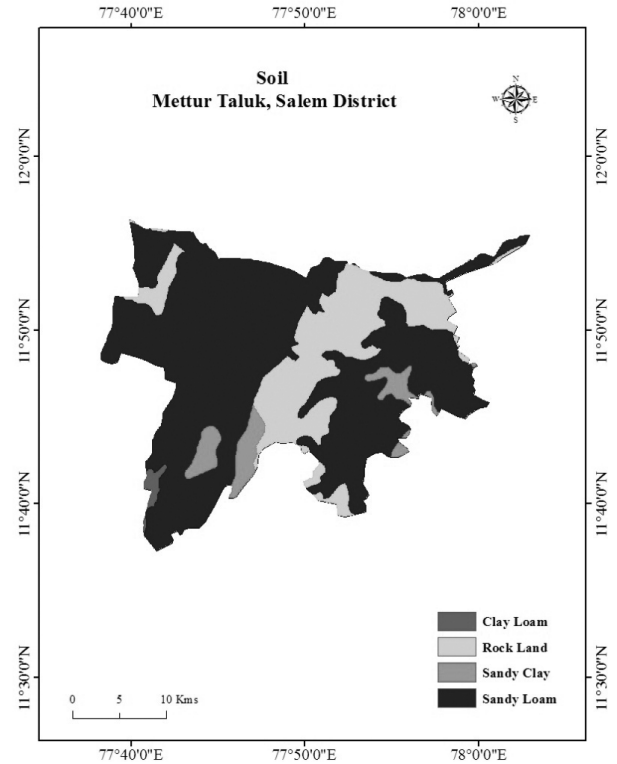 77°40'0"E 77°50'0"E 78°0'0"E
Soil
Mettur Taluk, Salem District
N
W E
S
12°0'0"N 12°0'0"N
11°50'0"N 11°50'0"N
11°40'0"N 11°40'0"N
11°30'0"N 11°30'0"N
Clay Loam
Rock Land
Sandy Clay
Sandy Loam
0 5 10 Kms
77°40'0"E 77°50'0"E 78°0'0"E